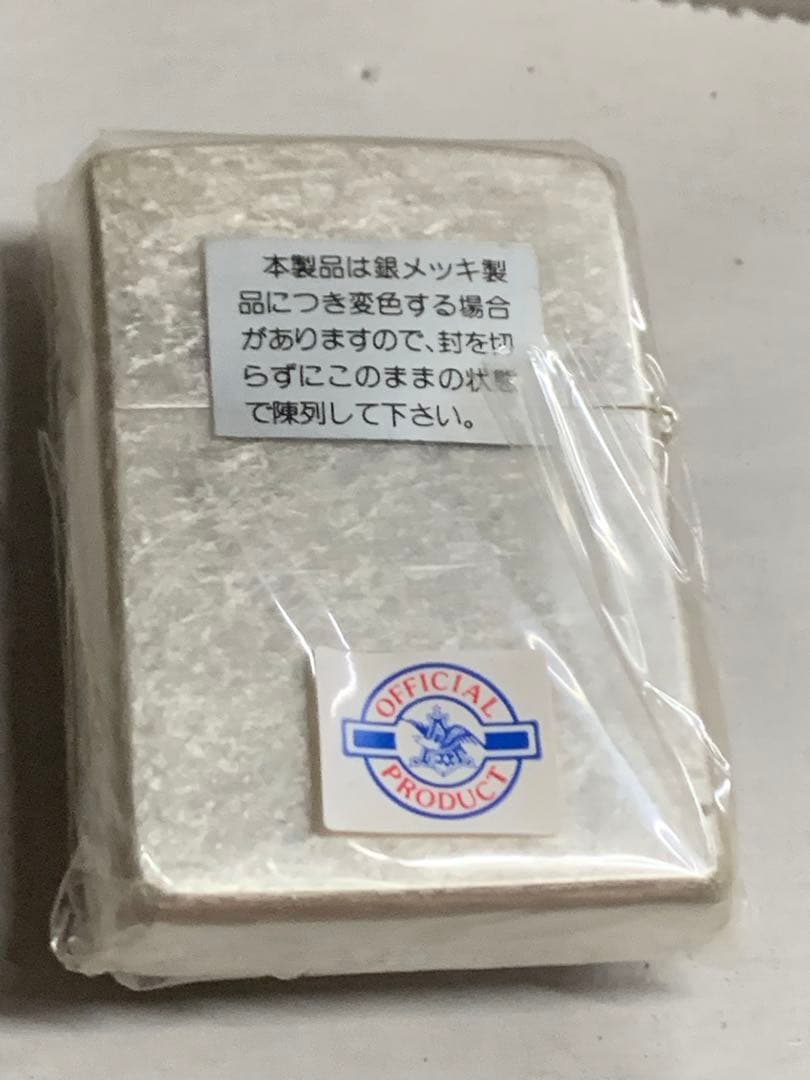 本製品は銀メッキ製
品につき変色する場合
がありますので、封を切
らずにこのままの状態
で陳列して下さい。
OFFICIAL
PRODUCT